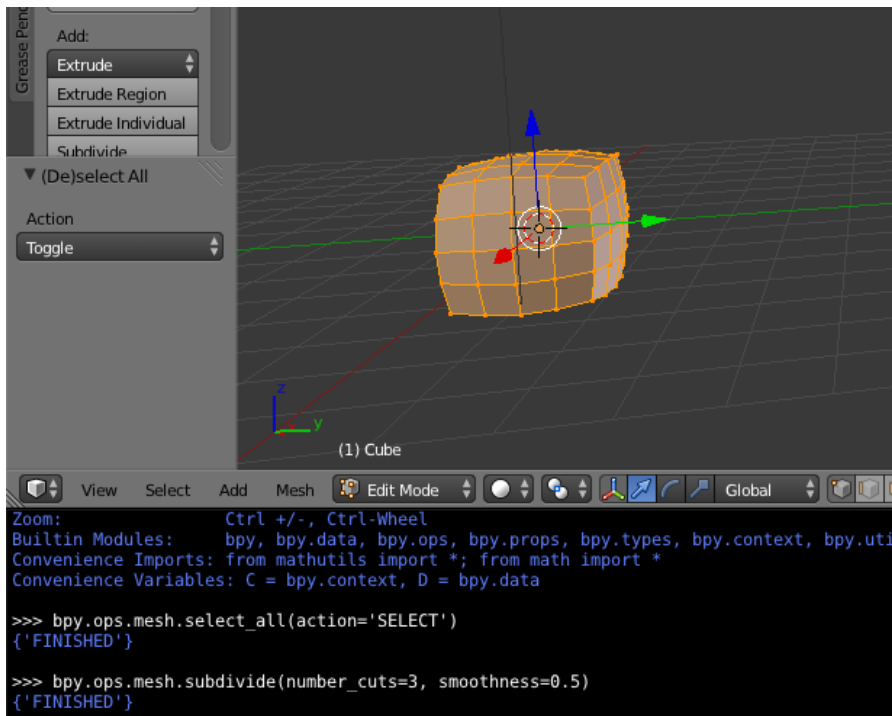 Grease Penc
Add:
Extrude
Extrude Region
Extrude Individual
Subdivide
(De)select All
Action
Toggle
z
y
(1) Cube
View Select Add Mesh Edit Mode Global
Zoom: Ctrl +/-, Ctrl-Wheel
Builtin Modules: bpy, bpy.data, bpy.ops, bpy.props, bpy.types, bpy.context, bpy.uti
Convenience Imports: from mathutils import *; from math import *
Convenience Variables: C = bpy.context, D = bpy.data
>>> bpy.ops.mesh.select_all(action='SELECT')
{'FINISHED'}
>>> bpy.ops.mesh.subdivide(number_cuts=3, smoothness=0.5)
{'FINISHED'}